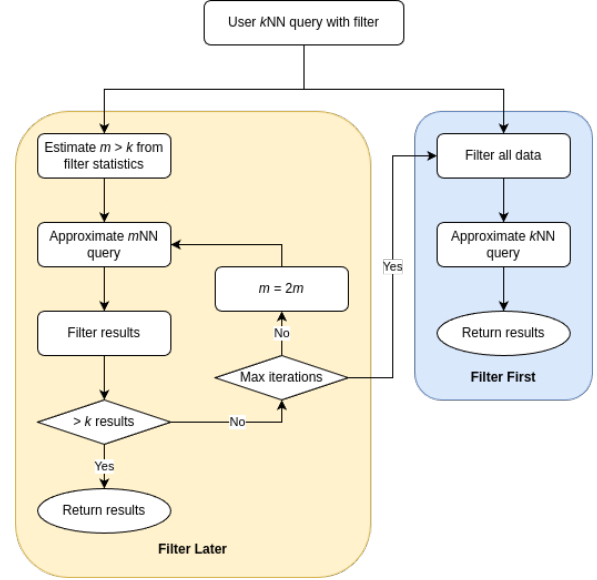 User kNN query with filter
Estimate m > k from
filter statistics
Approximate mNN
query
Filter results
> k results
Yes
Return results
No
Max iterations
No
m = 2m
Filter Later
Yes
Filter all data
Approximate kNN
query
Return results
Filter First